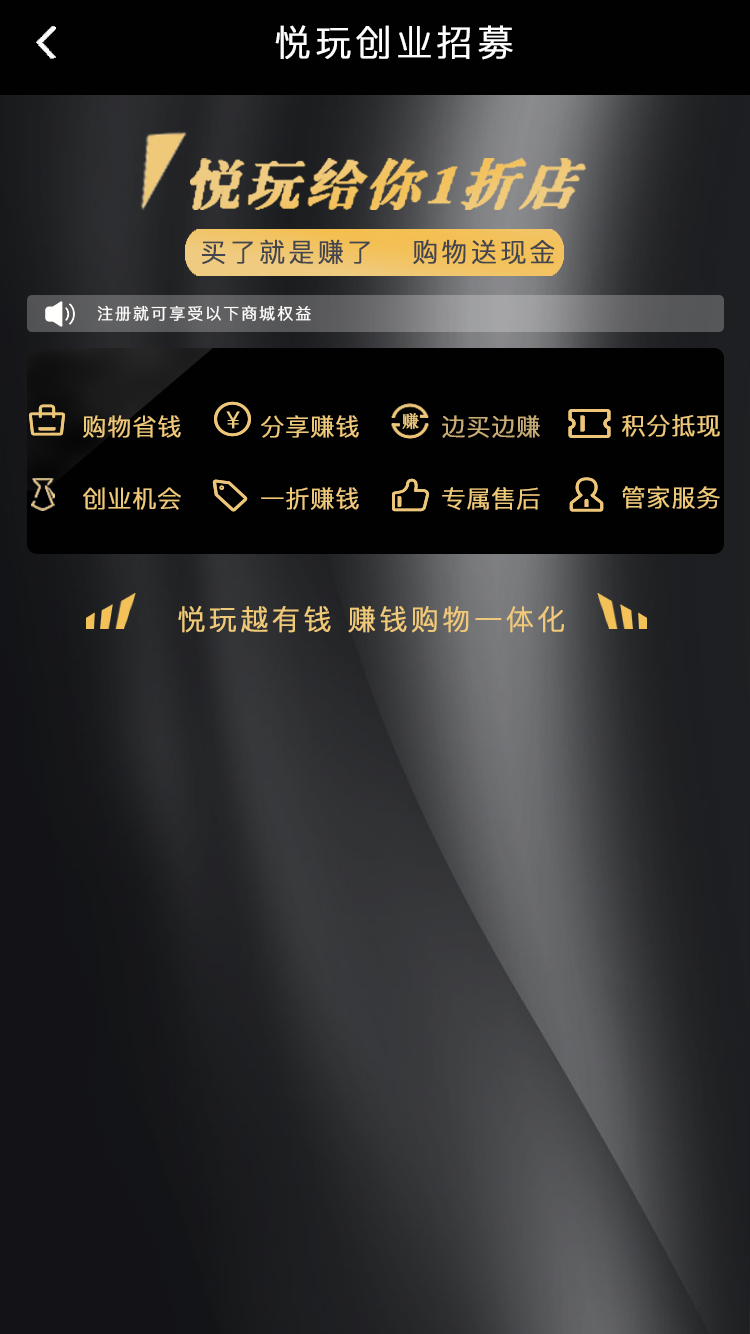 悦玩创业招募
悦玩给你1折店
买了就是赚了 购物送现金
注册就可享受以下商城权益
购物省钱 分享赚钱 赚 边买边赚 积分抵现
创业机会 一折赚钱 专属售后 管家服务
悦玩越有钱 赚钱购物一体化